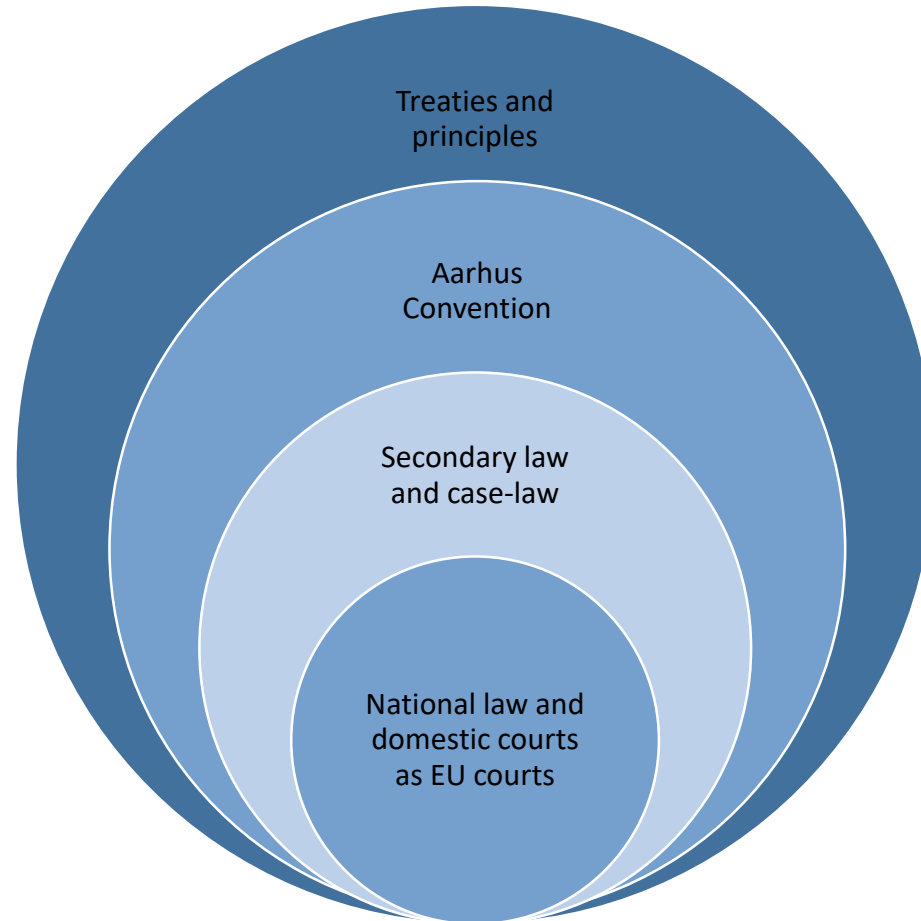 Treaties and
principles
Aarhus
Convention
Secondary law
and case-law
National law and
domestic courts
as EU courts